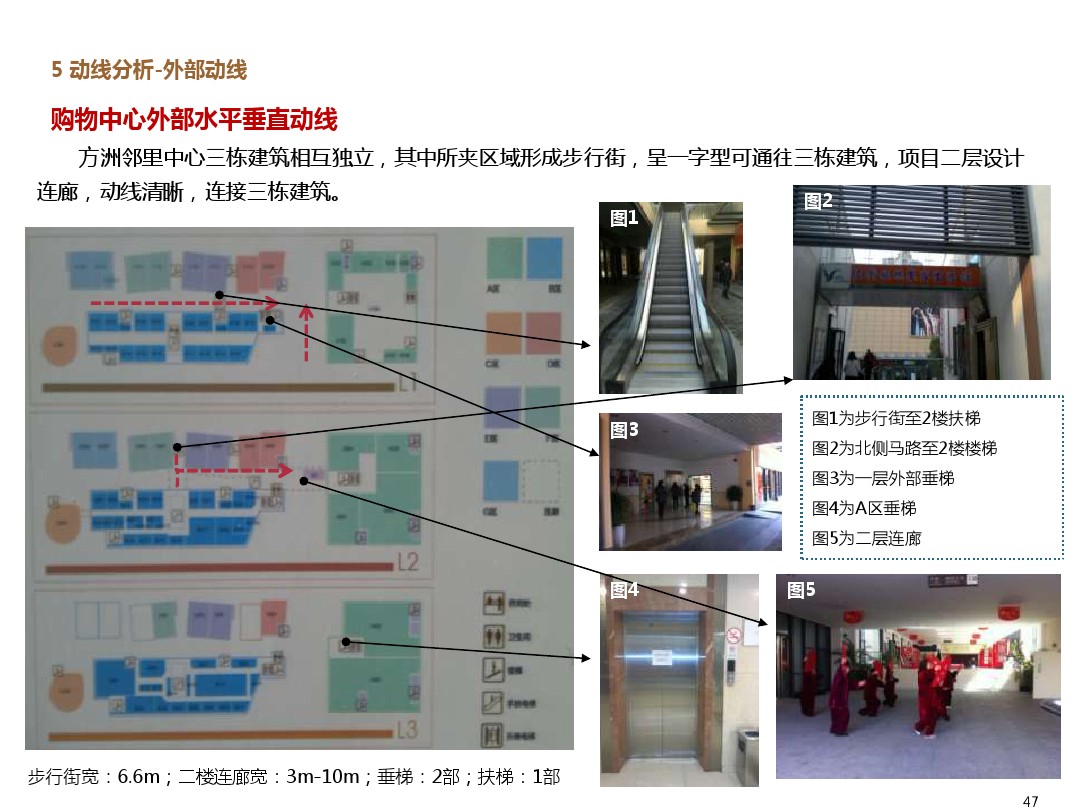 5 动线分析-外部动线
购物中心外部水平垂直动线
方洲邻里中心三栋建筑相互独立，其中所夹区域形成步行街，呈一字型可通往三栋建筑，项目二层设计
连廊，动线清晰，连接三栋建筑。
图1
图2
图3
图4
图5
图1为步行街至2楼扶梯
图2为北侧马路至2楼楼梯
图3为一层外部垂梯
图4为A区垂梯
图5为二层连廊
A区
B区
C区
D区
E区
L1
L2
L3
卫生间
步行街宽：6.6m；二楼连廊宽：3m-10m；垂梯：2部；扶梯：1部
47